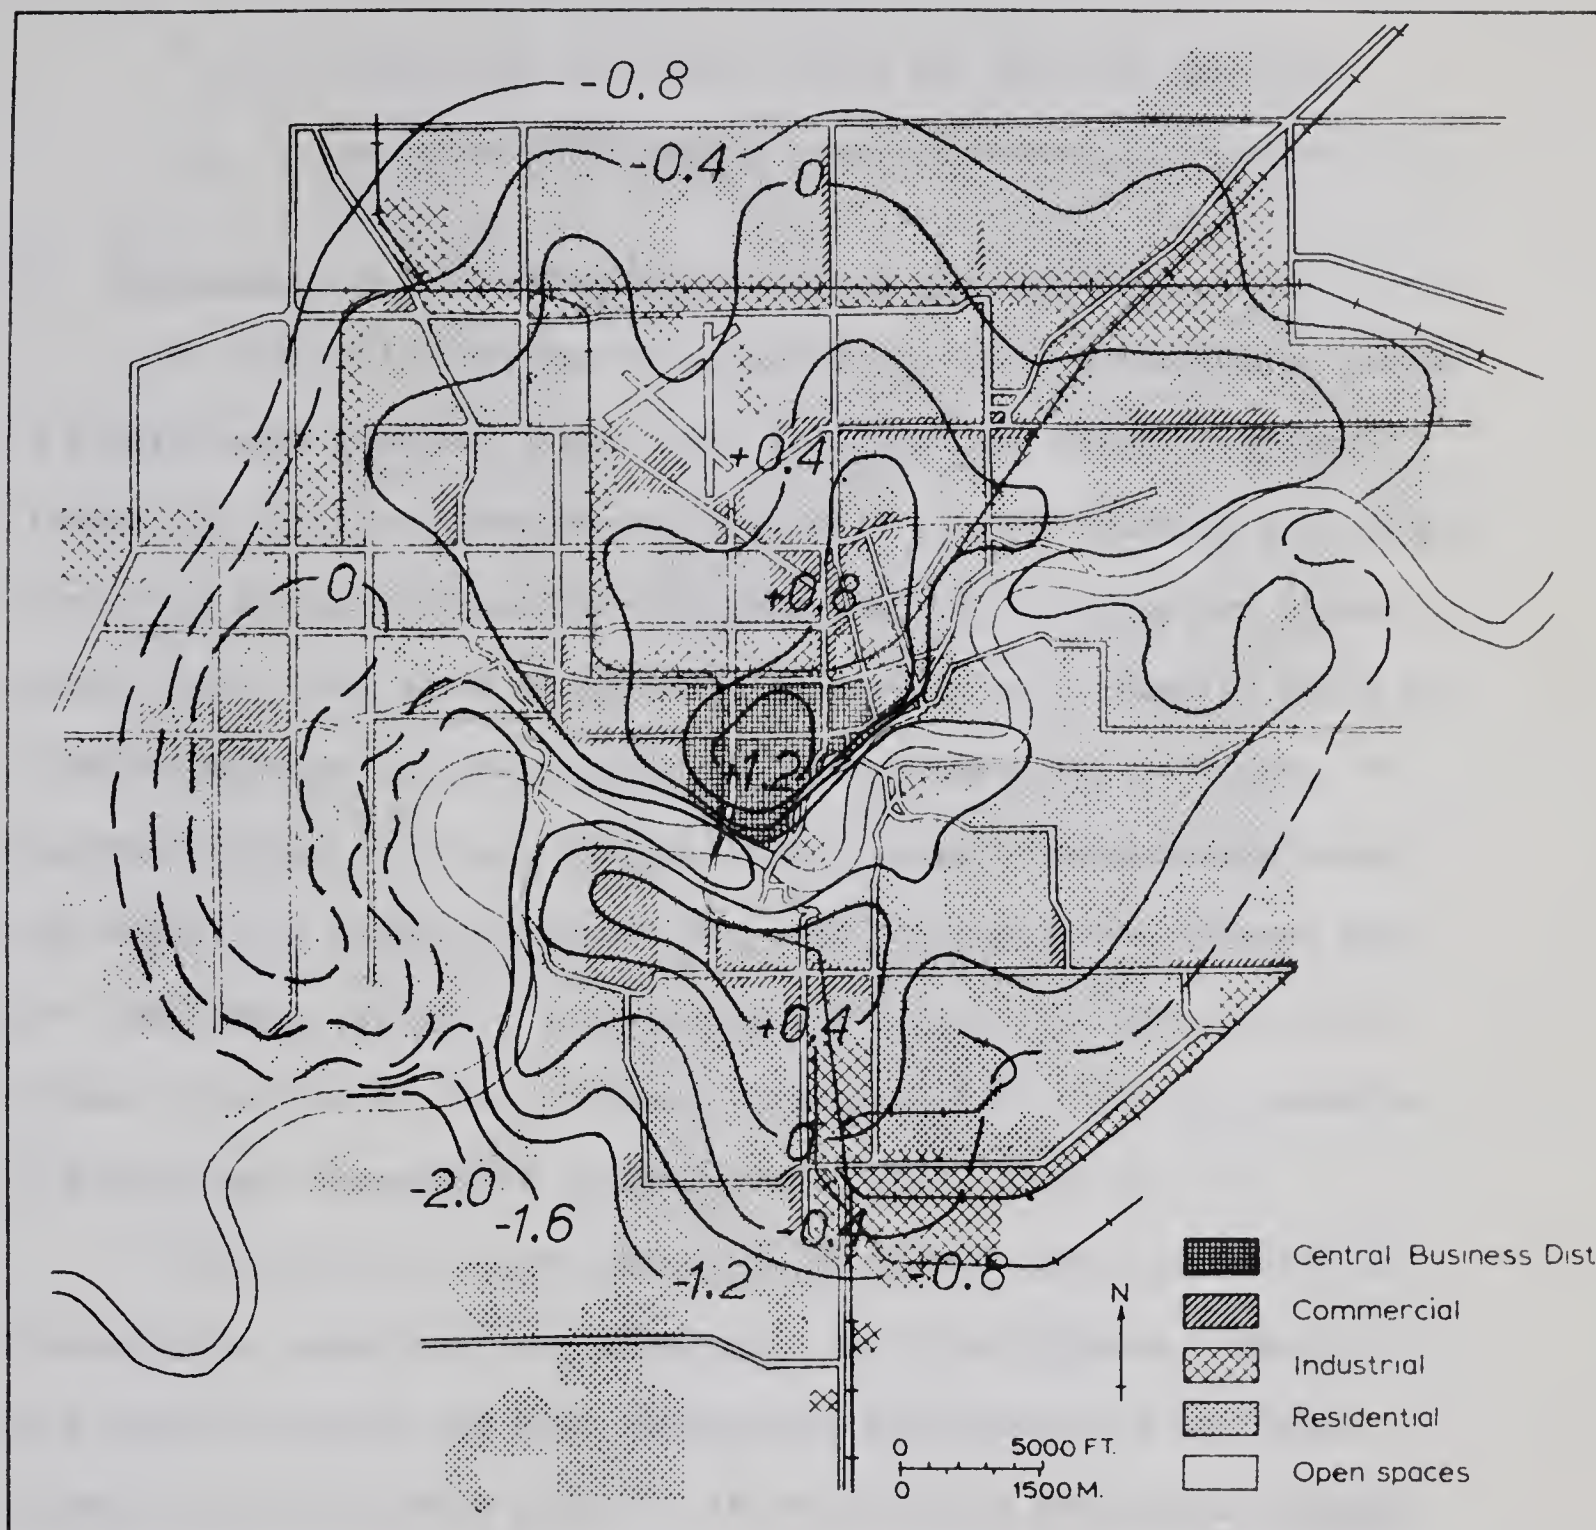 -0.8
-0.4
0
+0.4
0
+0.8
+1.2
+0.4
0
-2.0
-1.6
-0.4
-1.2
-0.8
N
Central Business Dist
Commercial
Industrial
Residential
Open spaces
0 5000 FT.
0 1500 M.